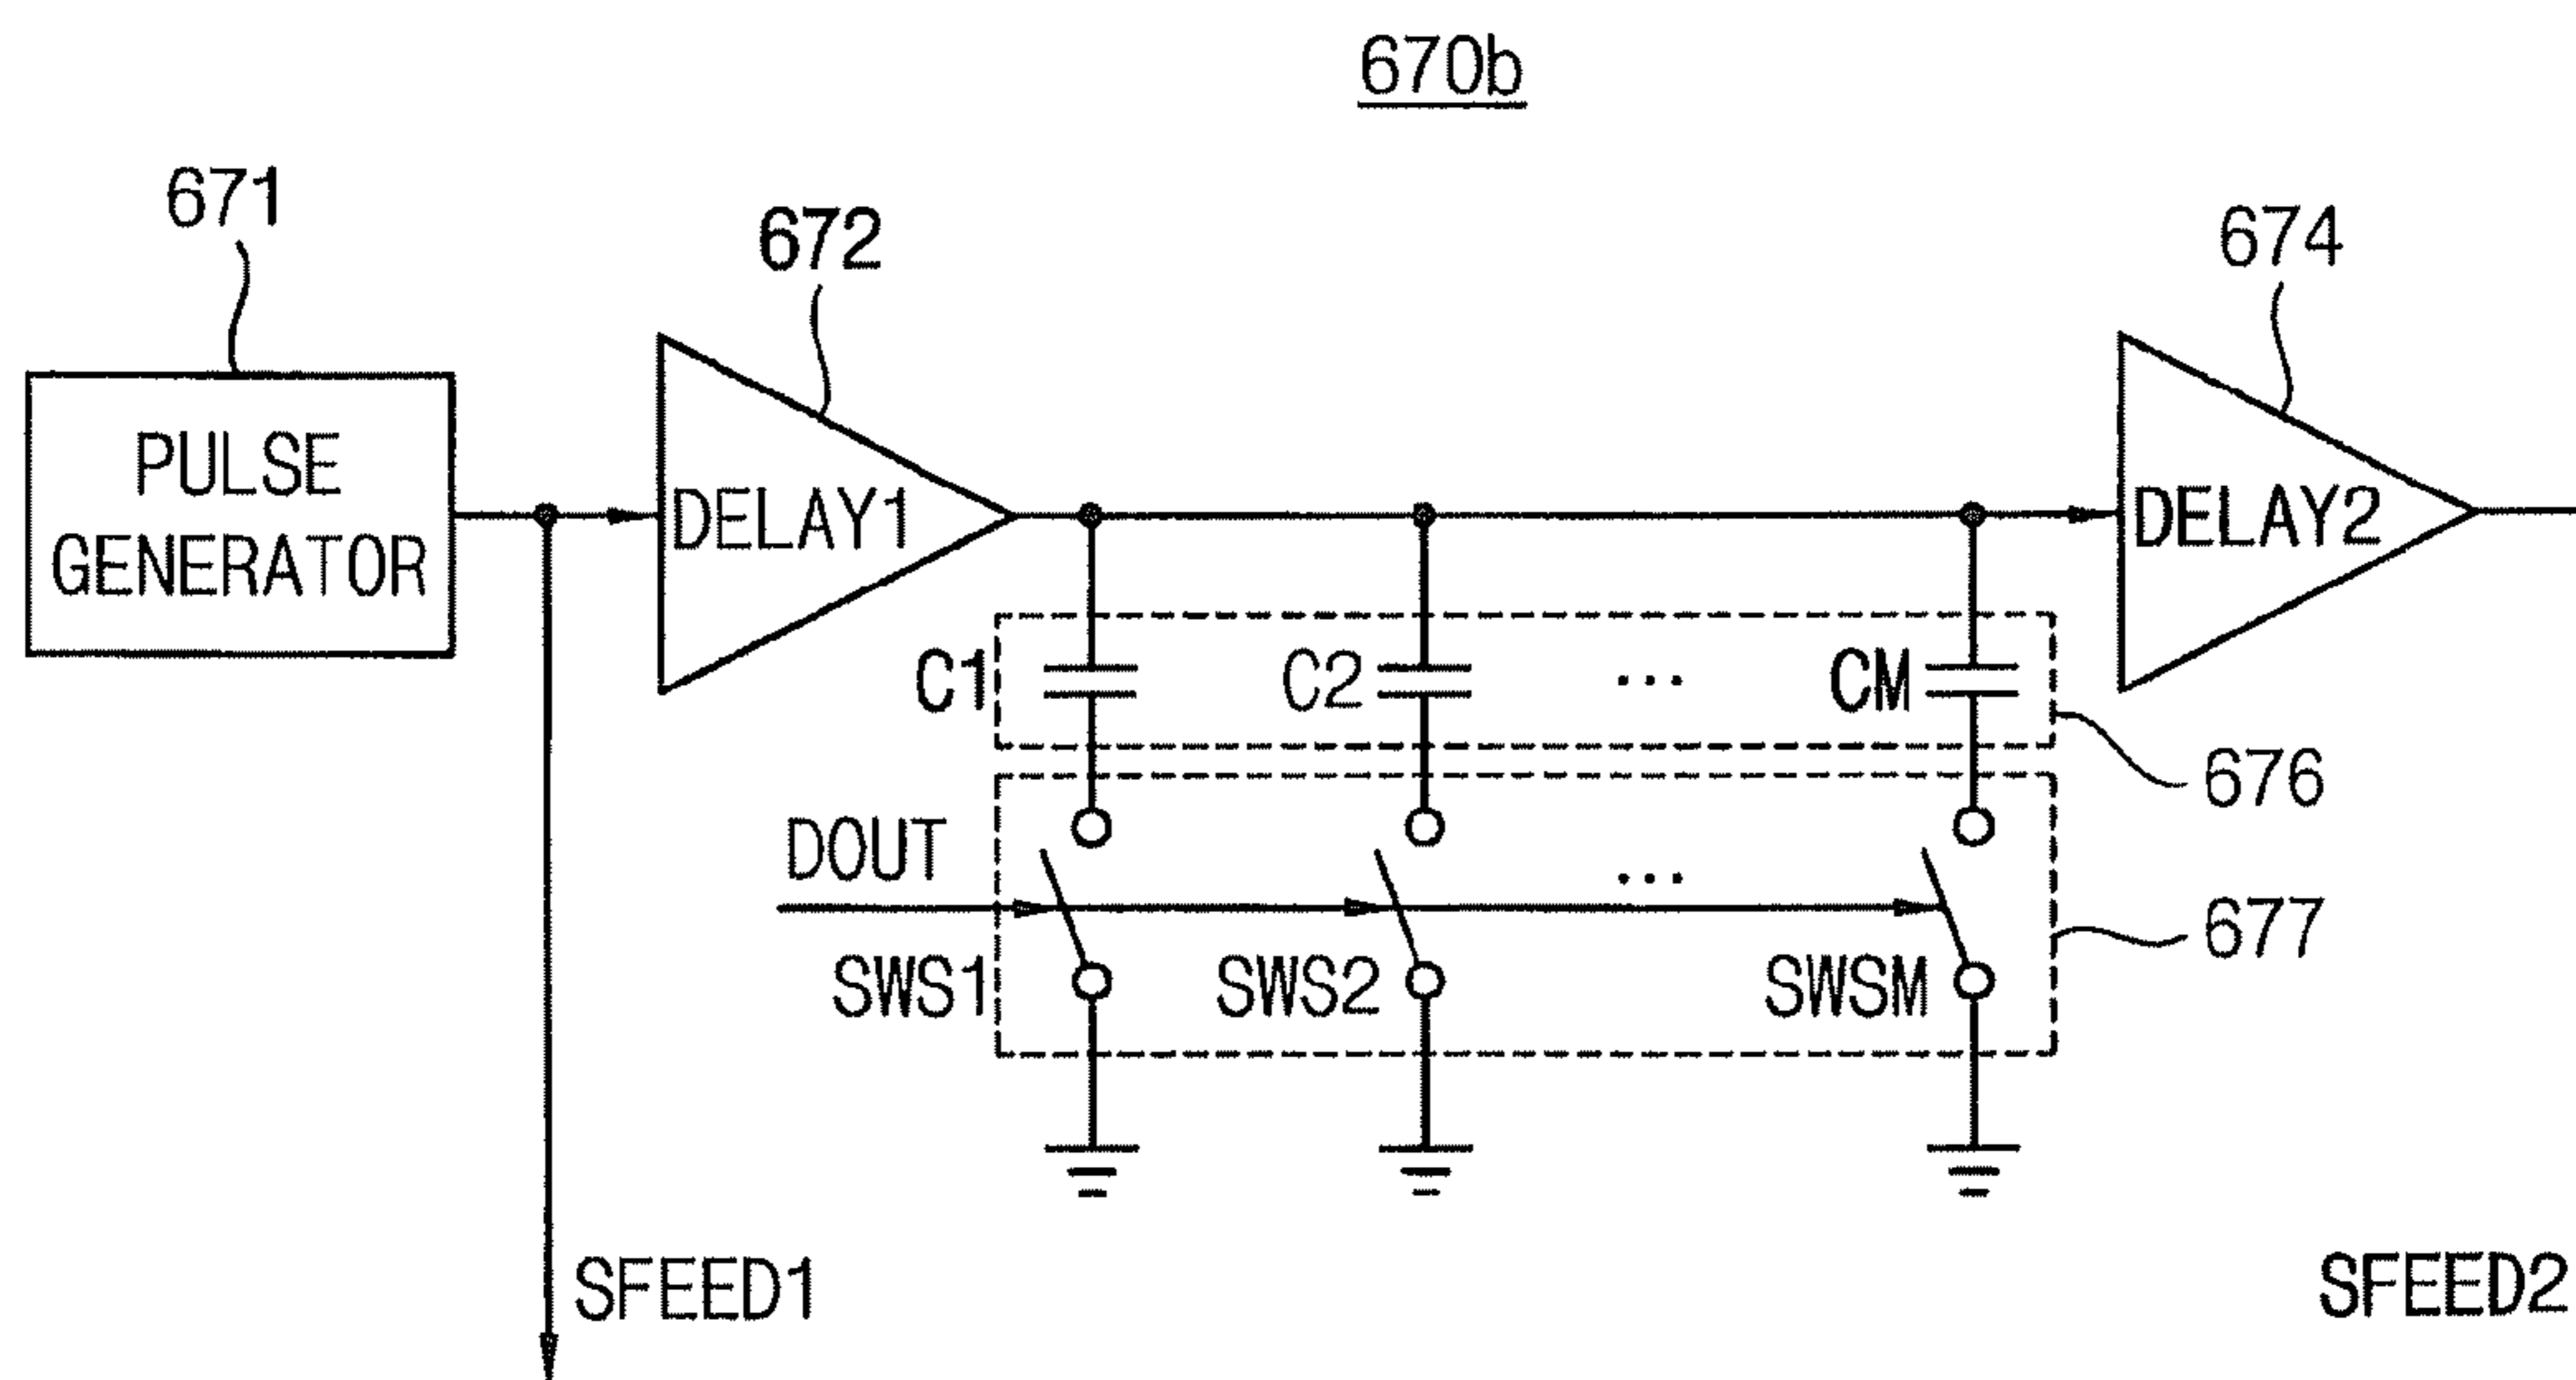 670b
671
672
674
PULSE
GENERATOR
DELAY1
DELAY2
C1
C2
...
CM
676
DOUT
...
677
SWS1
SWS2
SWSM
SFEED1
SFEED2